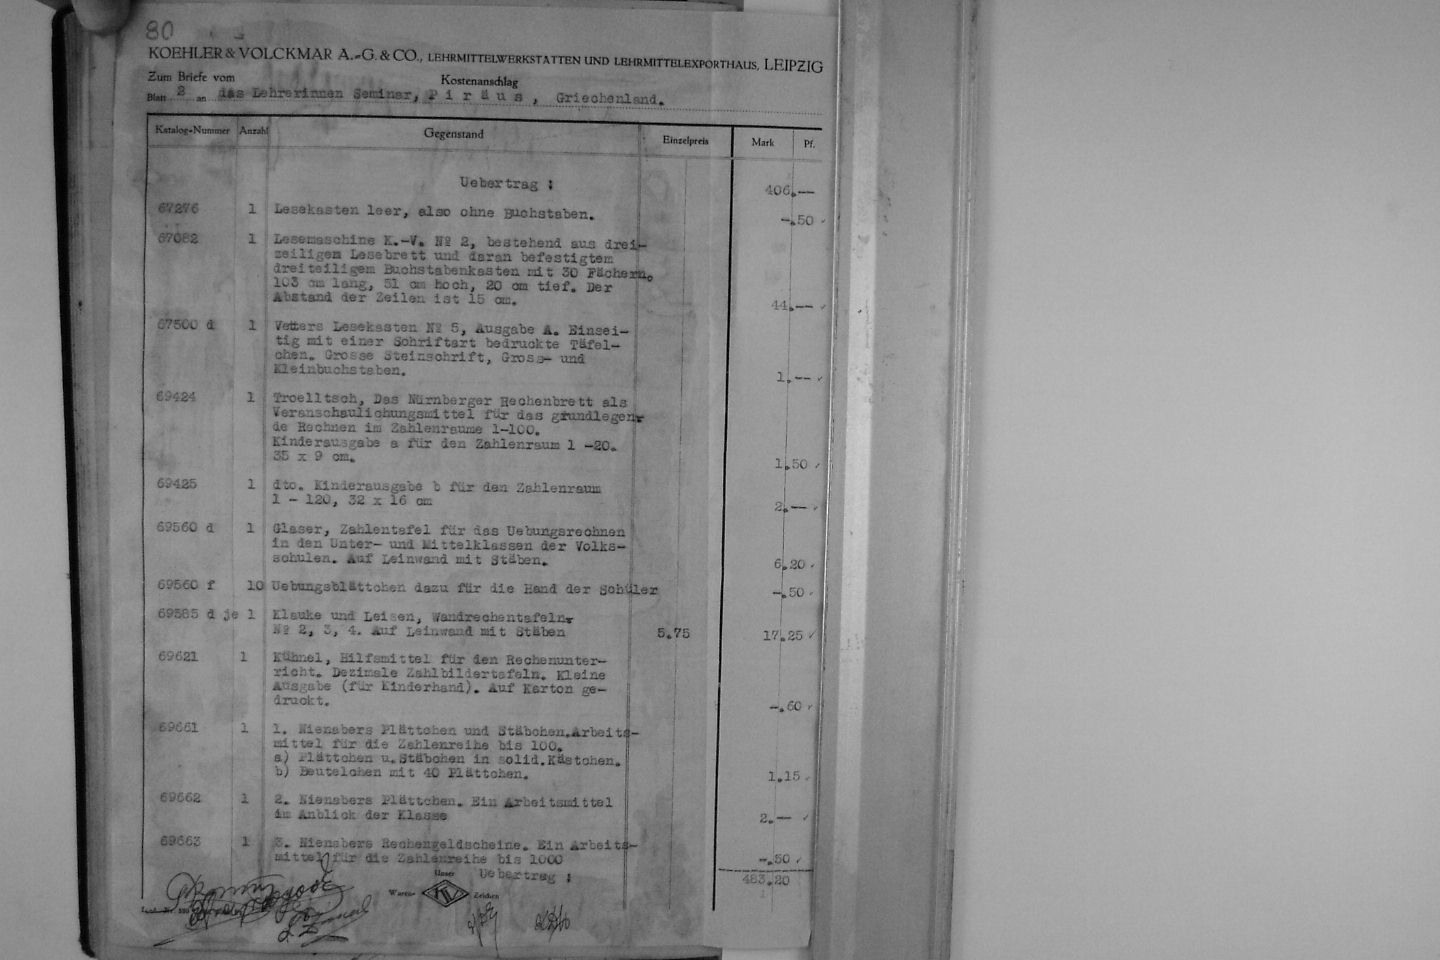 80
KOEHLER & VOLCKMAR A.-G. & CO., LEHRMITTELWERKSTÄTTEN UND LEHRMITTELEXPORTHAUS, LEIPZIG
Zum Briefe vom Kostenanschlag
Blatt 2 an das Lehrerinnen Seminar, Piräus, Griechenland.
Katalog-Nummer Anzahl Gegenstand Einzelpreis Mark Pf.
Uebertrag : 406.--
67276 1 Lesekasten leer, also ohne Buchstaben. -.50
67082 1 Lesemaschine K.-V. № 2, bestehend aus drei-
zeiligem Lesebrett und daran befestigtem
dreiteiligem Buchstabenkasten mit 30 Fächern.
103 cm lang, 51 cm hoch, 20 cm tief. Der
Abstand der Zeilen ist 15 cm. 44.--
67500 d 1 Vetters Lesekasten № 5, Ausgabe A. Einsei-
tig mit einer Schriftart bedruckte Täfel-
chen. Grosse Steinschrift, Gross- und
Kleinbuchstaben. 1.--
69424 1 Troelltsch, Das Nürnberger Rechenbrett als
Veranschaulichungsmittel für das grundlegen-
de Rechnen im Zahlenraume 1-100.
Kinderausgabe a für den Zahlenraum 1 -20.
35 x 9 cm. 1.50
69425 1 dto. Kinderausgabe b für den Zahlenraum
1 - 120, 32 x 16 cm 2.--
69560 d 1 Glaser, Zahlentafel für das Uebungsrechnen
in den Unter- und Mittelklassen der Volks-
schulen. Auf Leinwand mit Stäben. 6.20
69560 f 10 Uebungsblättchen dazu für die Hand der Schüler -.50
69585 d je 1 Klauke und Leisen, Wandrechentafeln.
№ 2, 3, 4. Auf Leinwand mit Stäben 5.75 17.25
69621 1 Kühnel, Hilfsmittel für den Rechenunter-
richt. Dezimale Zahlbildertafeln. Kleine
Ausgabe (für Kinderhand). Auf Karton ge-
druckt. -.60
69661 1 1. Niensbers Plättchen und Stäbchen.Arbeits-
mittel für die Zahlenreihe bis 100.
a) Plättchen u.Stäbchen in solid.Kästchen.
b) Beutelchen mit 40 Plättchen. 1.15
69662 1 2. Niensbers Plättchen. Ein Arbeitsmittel
im Anblick der Klasse 2.--
69663 1 3. Niensbers Rechengeldscheine. Ein Arbeits-
mittel für die Zahlenreihe bis 1000 -.50
Uebertrag : 483.20
Unser
Waren- Zeichen